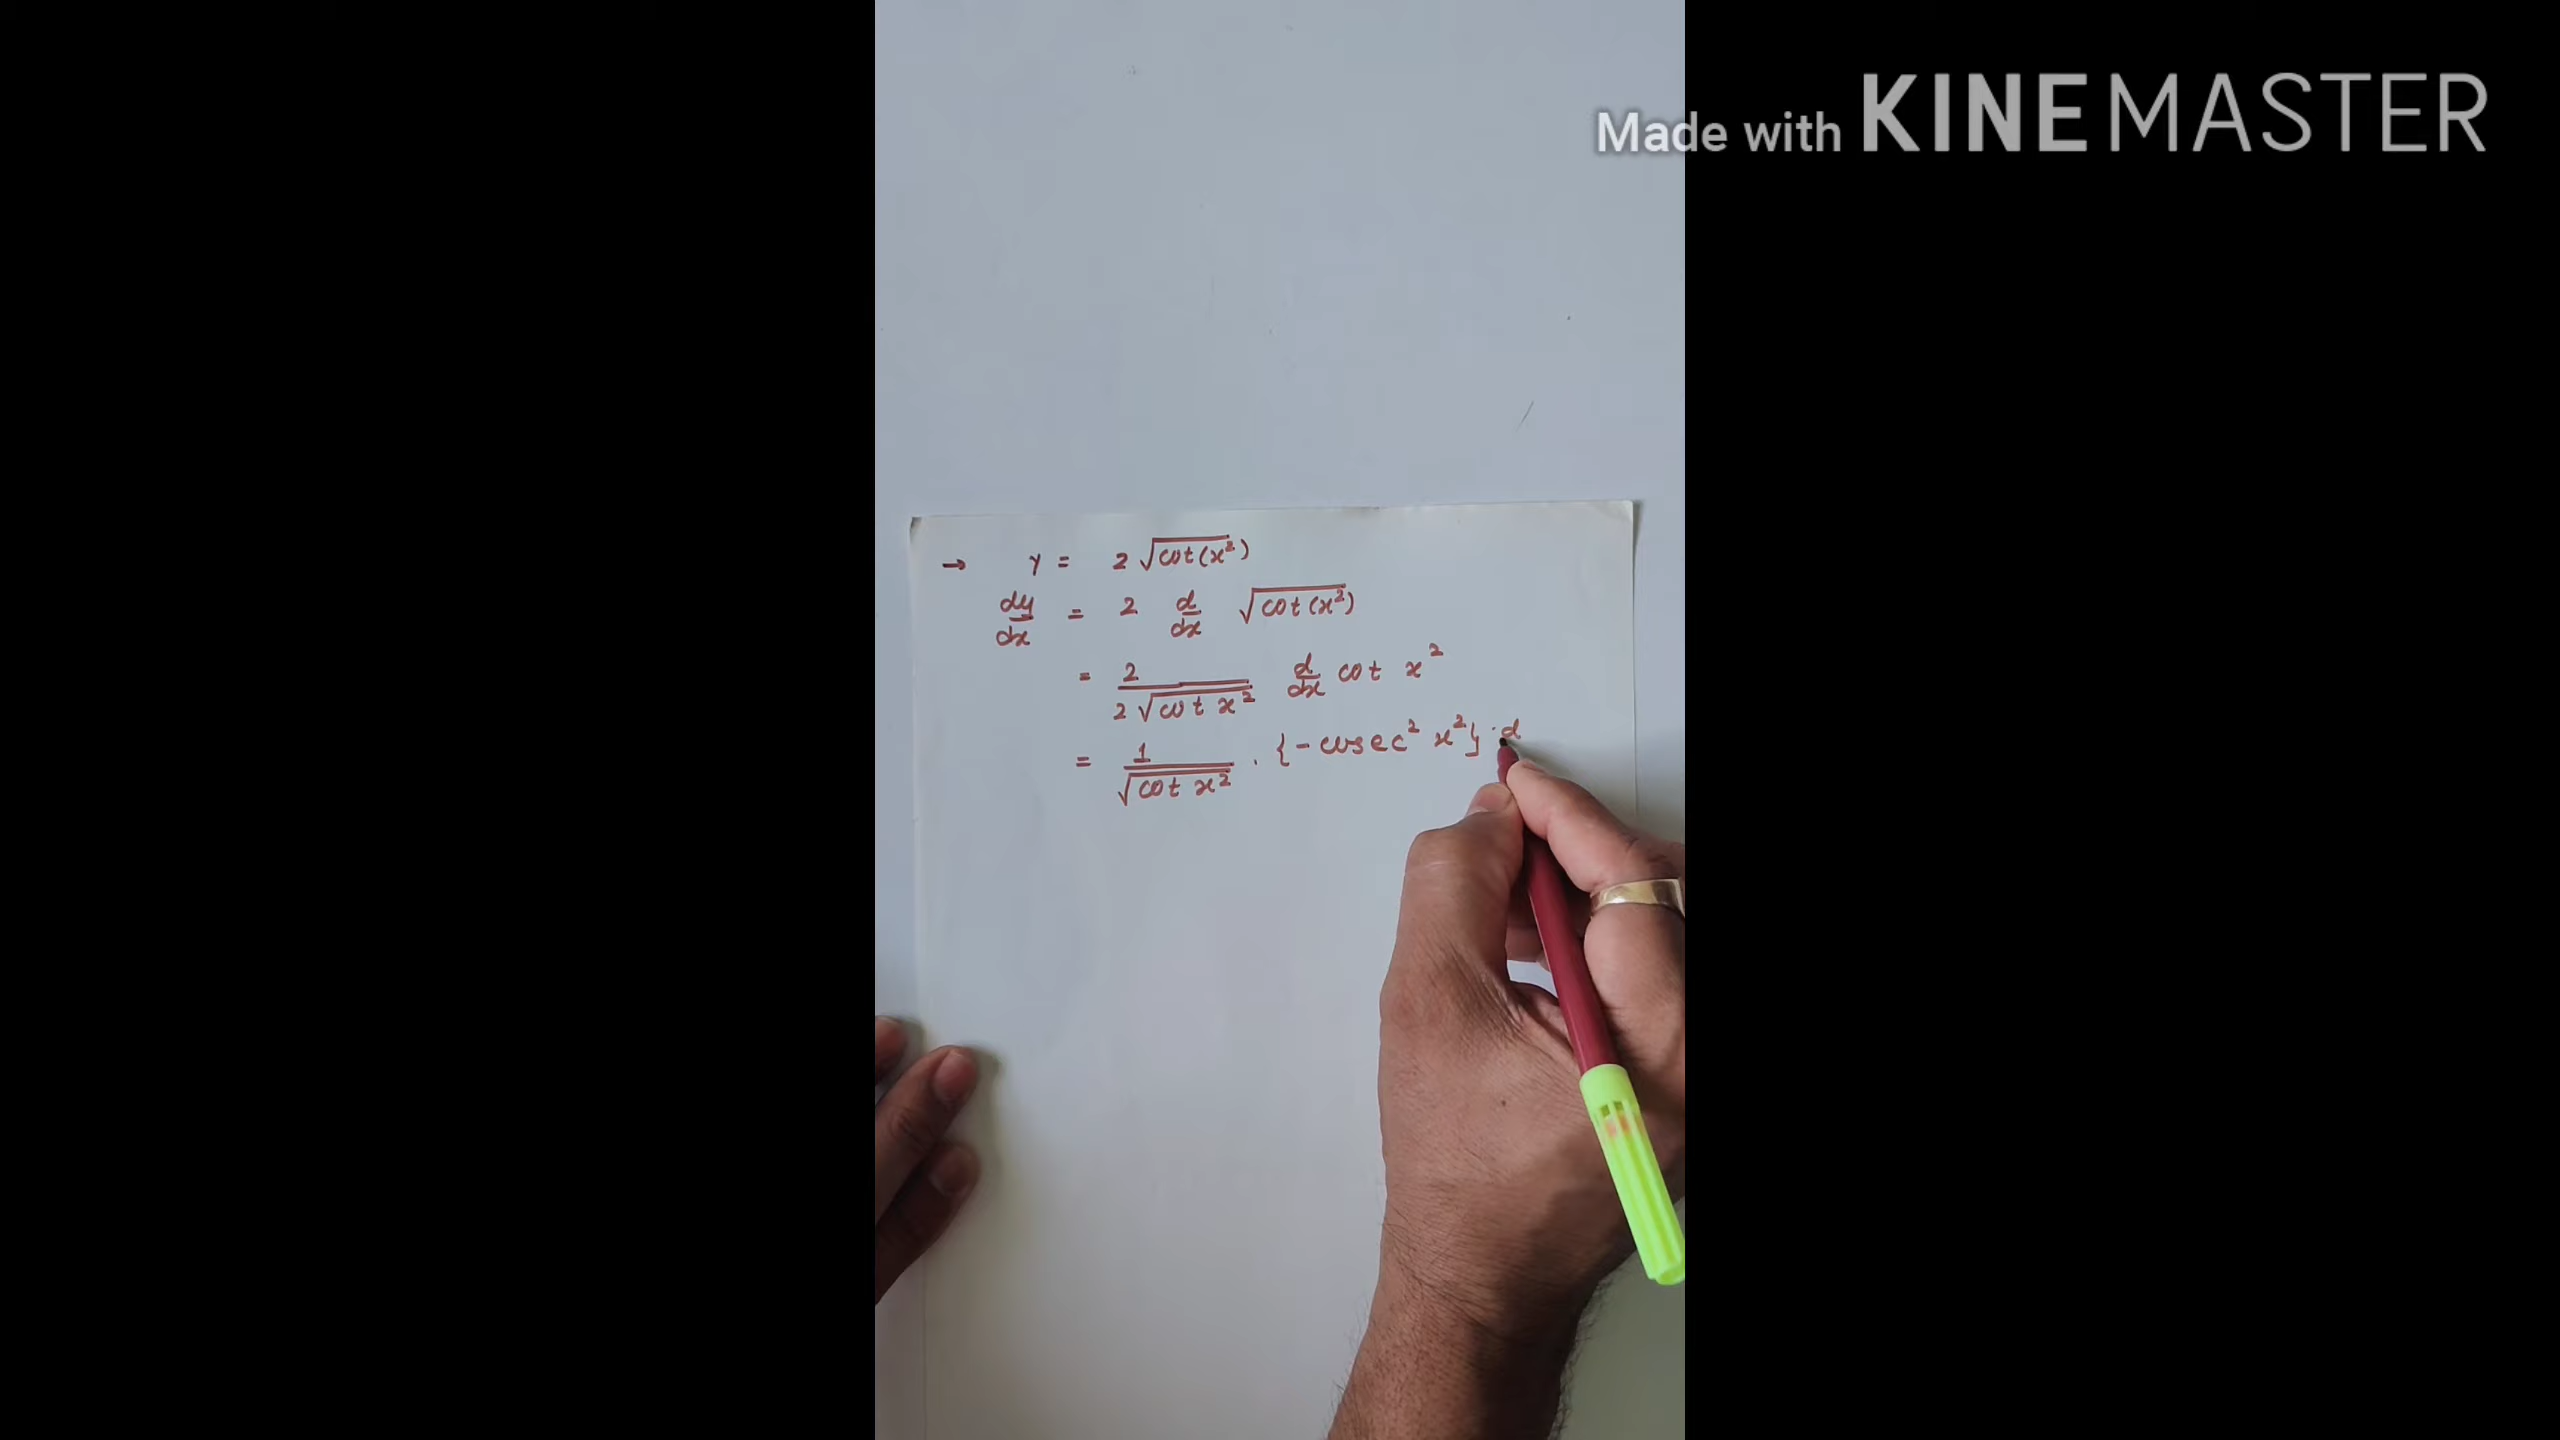 Made with KINEMASTER
→ y = 2 √cot(x²)
dy/dx = 2 d/dx √cot(x²)
= 2/2√cot x² d/dx cot x²
= 1/√cot x² . {- cosec² x²} . d